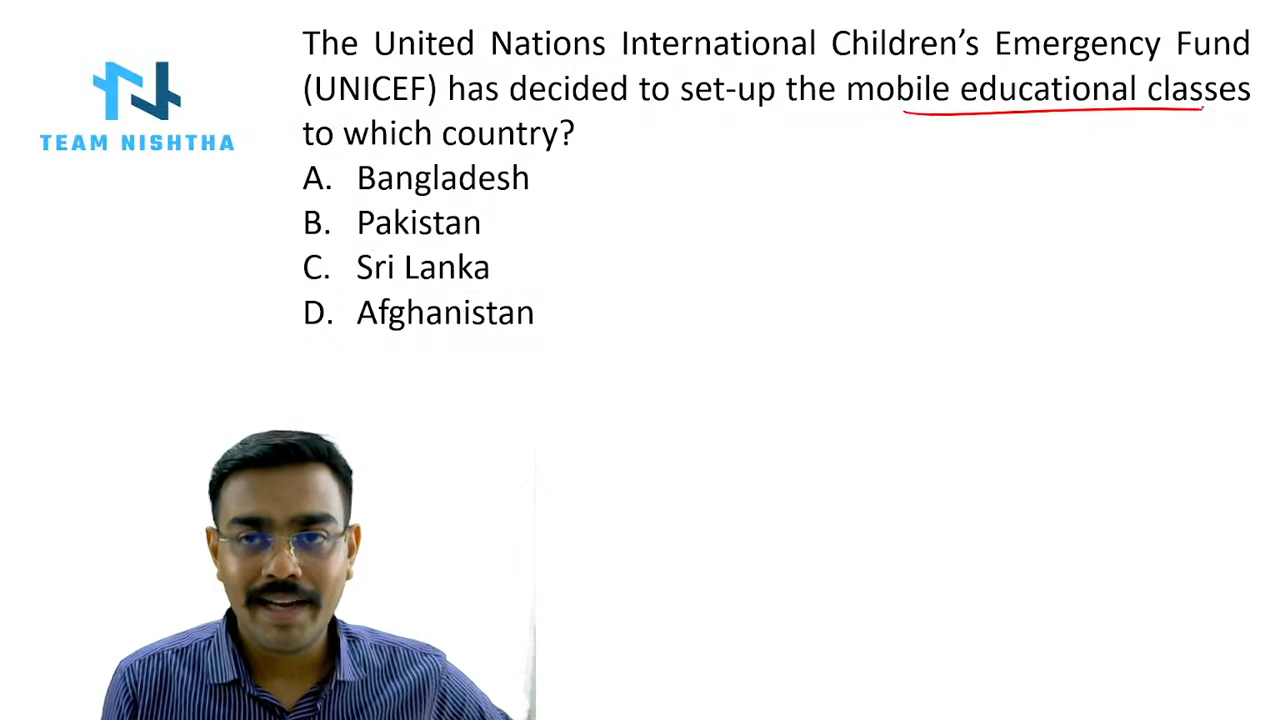 The United Nations International Children's Emergency Fund
(UNICEF) has decided to set-up the mobile educational classes
to which country?
A. Bangladesh
B. Pakistan
C. Sri Lanka
D. Afghanistan
TEAM NISHTHA